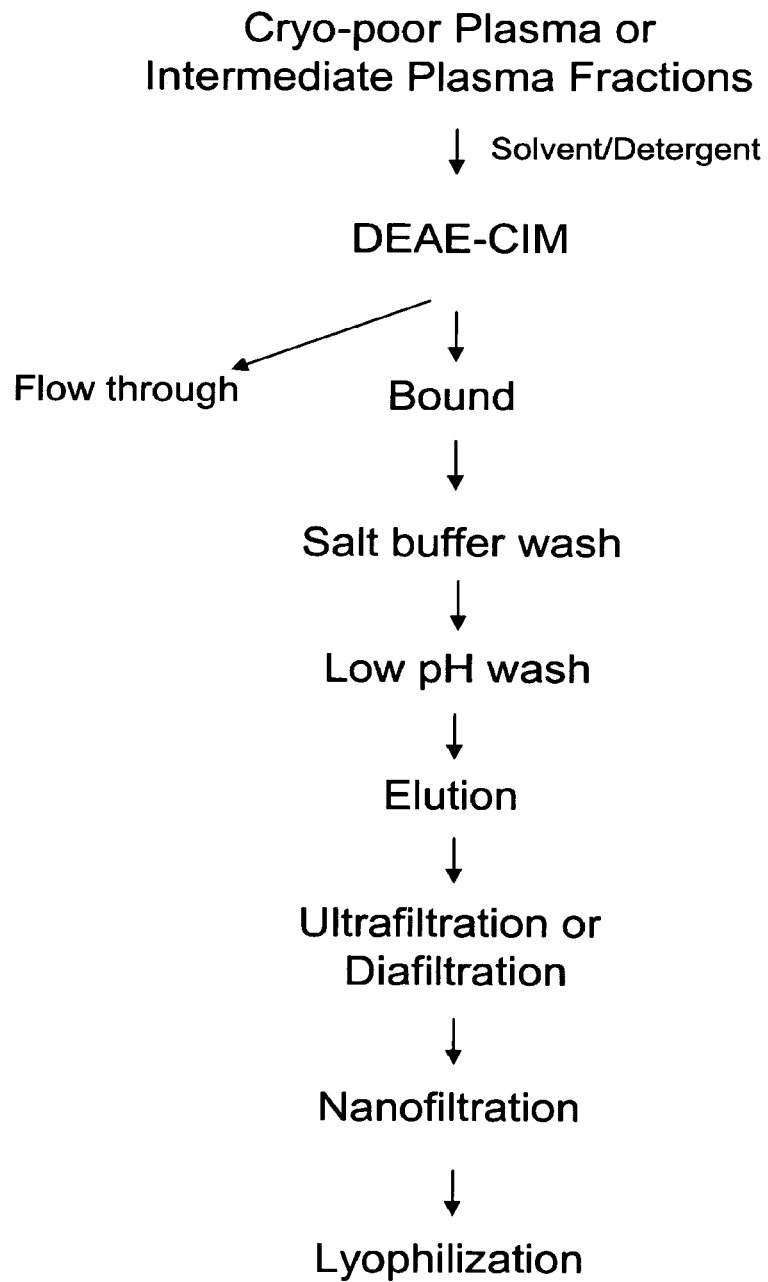 Cryo-poor Plasma or
Intermediate Plasma Fractions
Solvent/Detergent
DEAE-CIM
Flow through
Bound
Salt buffer wash
Low pH wash
Elution
Ultrafiltration or
Diafiltration
Nanofiltration
Lyophilization